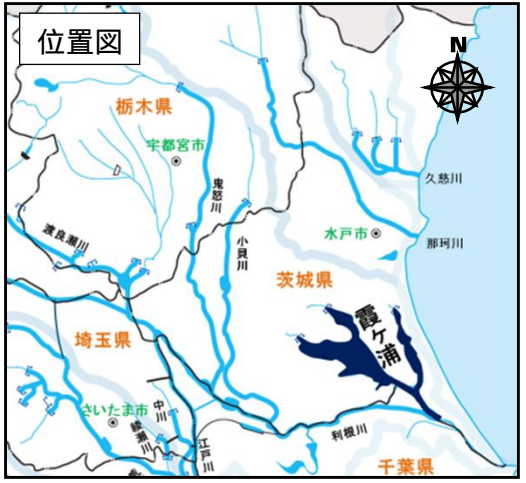 位置図
N
栃木県
宇都宮市
鬼怒川
小貝川
久慈川
水戸市
那珂川
渡良瀬川
茨城県
霞ヶ浦
埼玉県
さいたま市
中川
綾瀬川
江戸川
利根川
千葉県